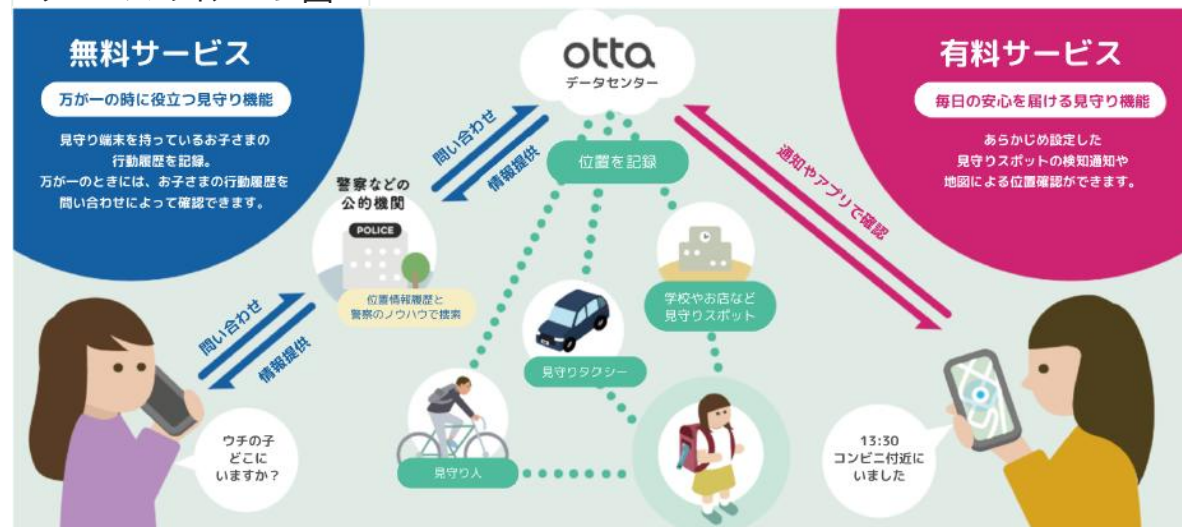 無料サービス
万が一の時に役立つ見守り機能
見守り端末を持っているお子さまの
行動履歴を記録。
万が一のときには、お子さまの行動履歴を
問い合わせによって確認できます。
otta
データセンター
有料サービス
毎日の安心を届ける見守り機能
あらかじめ設定した
見守りスポットの検知通知や
地図による位置確認ができます。
問い合わせ
情報提供
位置を記録
通知やアプリで確認
警察などの
公的機関
POLICE
位置情報履歴と
警察のノウハウで捜索
学校やお店など
見守りスポット
問い合わせ
情報提供
見守りタクシー
見守り人
ウチの子
どこに
いますか？
13:30
コンビニ付近に
いました